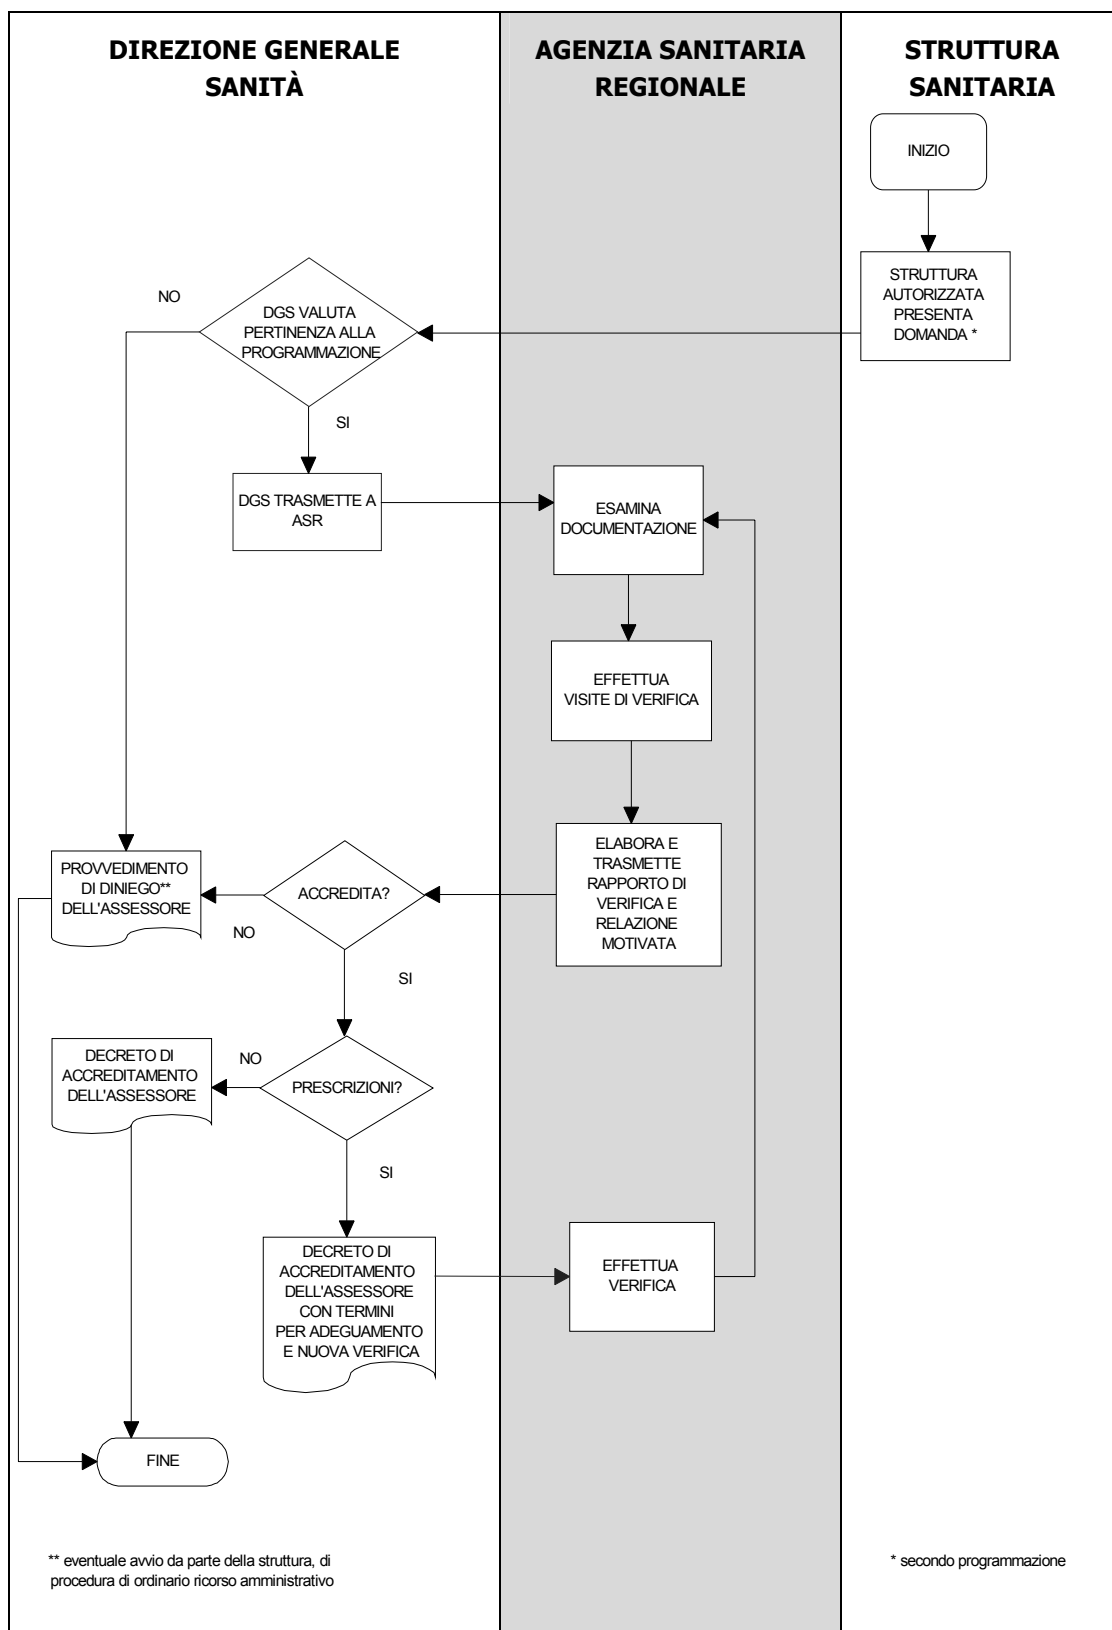 DIREZIONE GENERALE
SANITÀ
AGENZIA SANITARIA
REGIONALE
STRUTTURA
SANITARIA
INIZIO
STRUTTURA
AUTORIZZATA
PRESENTA
DOMANDA *
DGS VALUTA
PERTINENZA ALLA
PROGRAMMAZIONE
NO
SI
DGS TRASMETTE A
ASR
ESAMINA
DOCUMENTAZIONE
EFFETTUA
VISITE DI VERIFICA
ELABORA E
TRASMETTE
RAPPORTO DI
VERIFICA E
RELAZIONE
MOTIVATA
ACCREDITA?
NO
PROVVEDIMENTO
DI DINIEGO**
DELL'ASSESSORE
SI
PRESCRIZIONI?
NO
DECRETO DI
ACCREDITAMENTO
DELL'ASSESSORE
SI
DECRETO DI
ACCREDITAMENTO
DELL'ASSESSORE
CON TERMINI
PER ADEGUAMENTO
E NUOVA VERIFICA
EFFETTUA
VERIFICA
FINE
** eventuale avvio da parte della struttura, di
procedura di ordinario ricorso amministrativo
* secondo programmazione